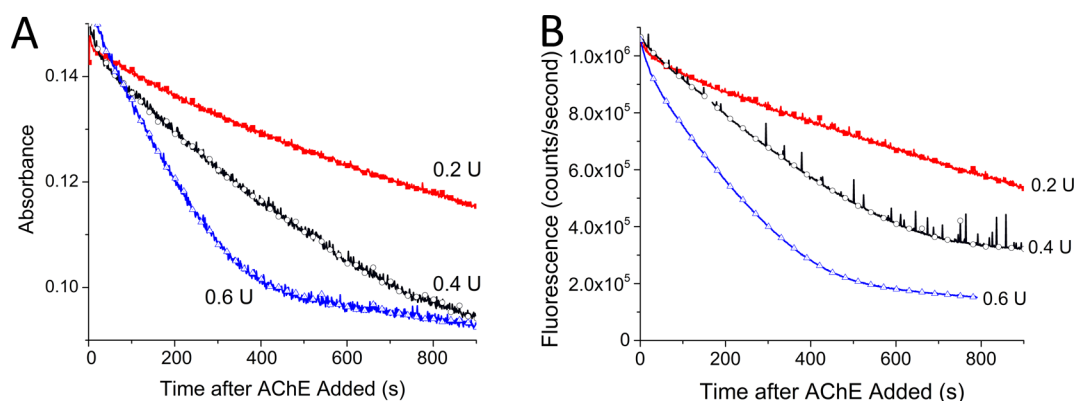 A
Absorbance
0.14
0.12
0.10
0.2 U
0.4 U
0.6 U
0 200 400 600 800
Time after AChE Added (s)
B
Fluorescence (counts/second)
1.0x10⁶
8.0x10⁵
6.0x10⁵
4.0x10⁵
2.0x10⁵
0
0.2 U
0.4 U
0.6 U
0 200 400 600 800
Time after AChE Added (s)